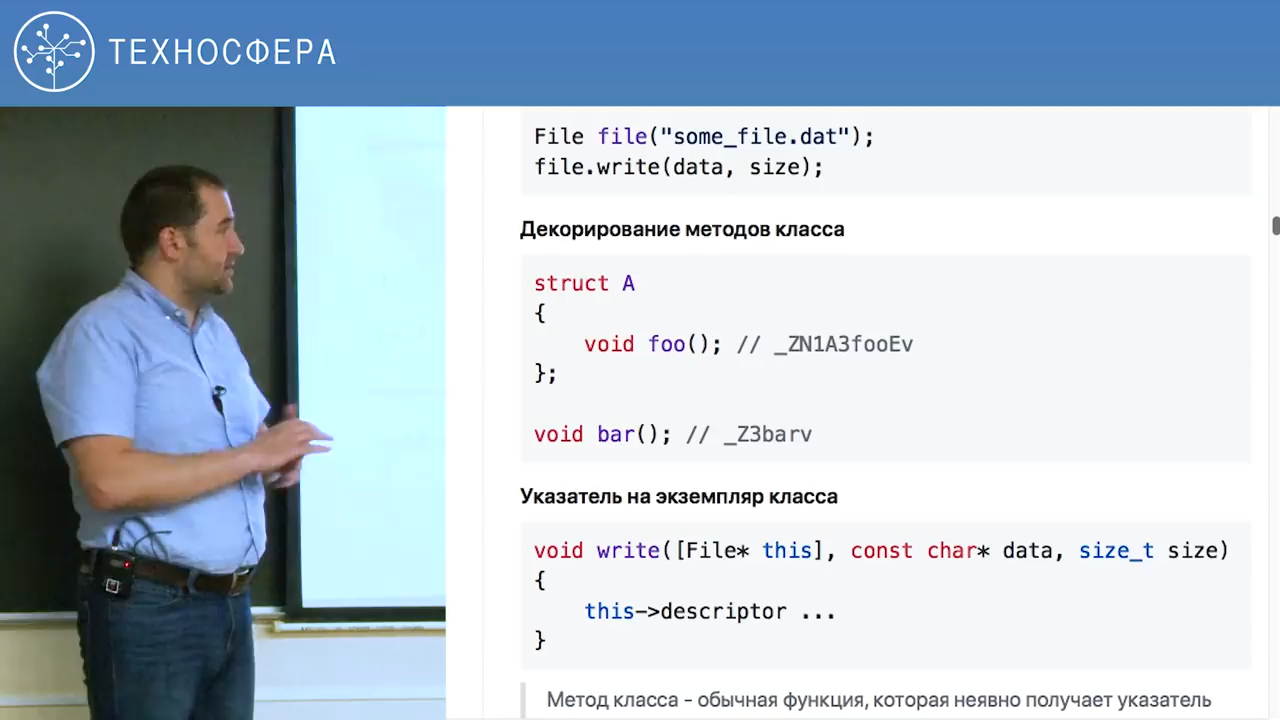 ТЕХНОСФЕРА
File file("some_file.dat");
file.write(data, size);
Декорирование методов класса
struct A
{
    void foo(); // _ZN1A3fooEv
};
void bar(); // _Z3barv
Указатель на экземпляр класса
void write([File* this], const char* data, size_t size)
{
    this->descriptor ...
}
Метод класса - обычная функция, которая неявно получает указатель